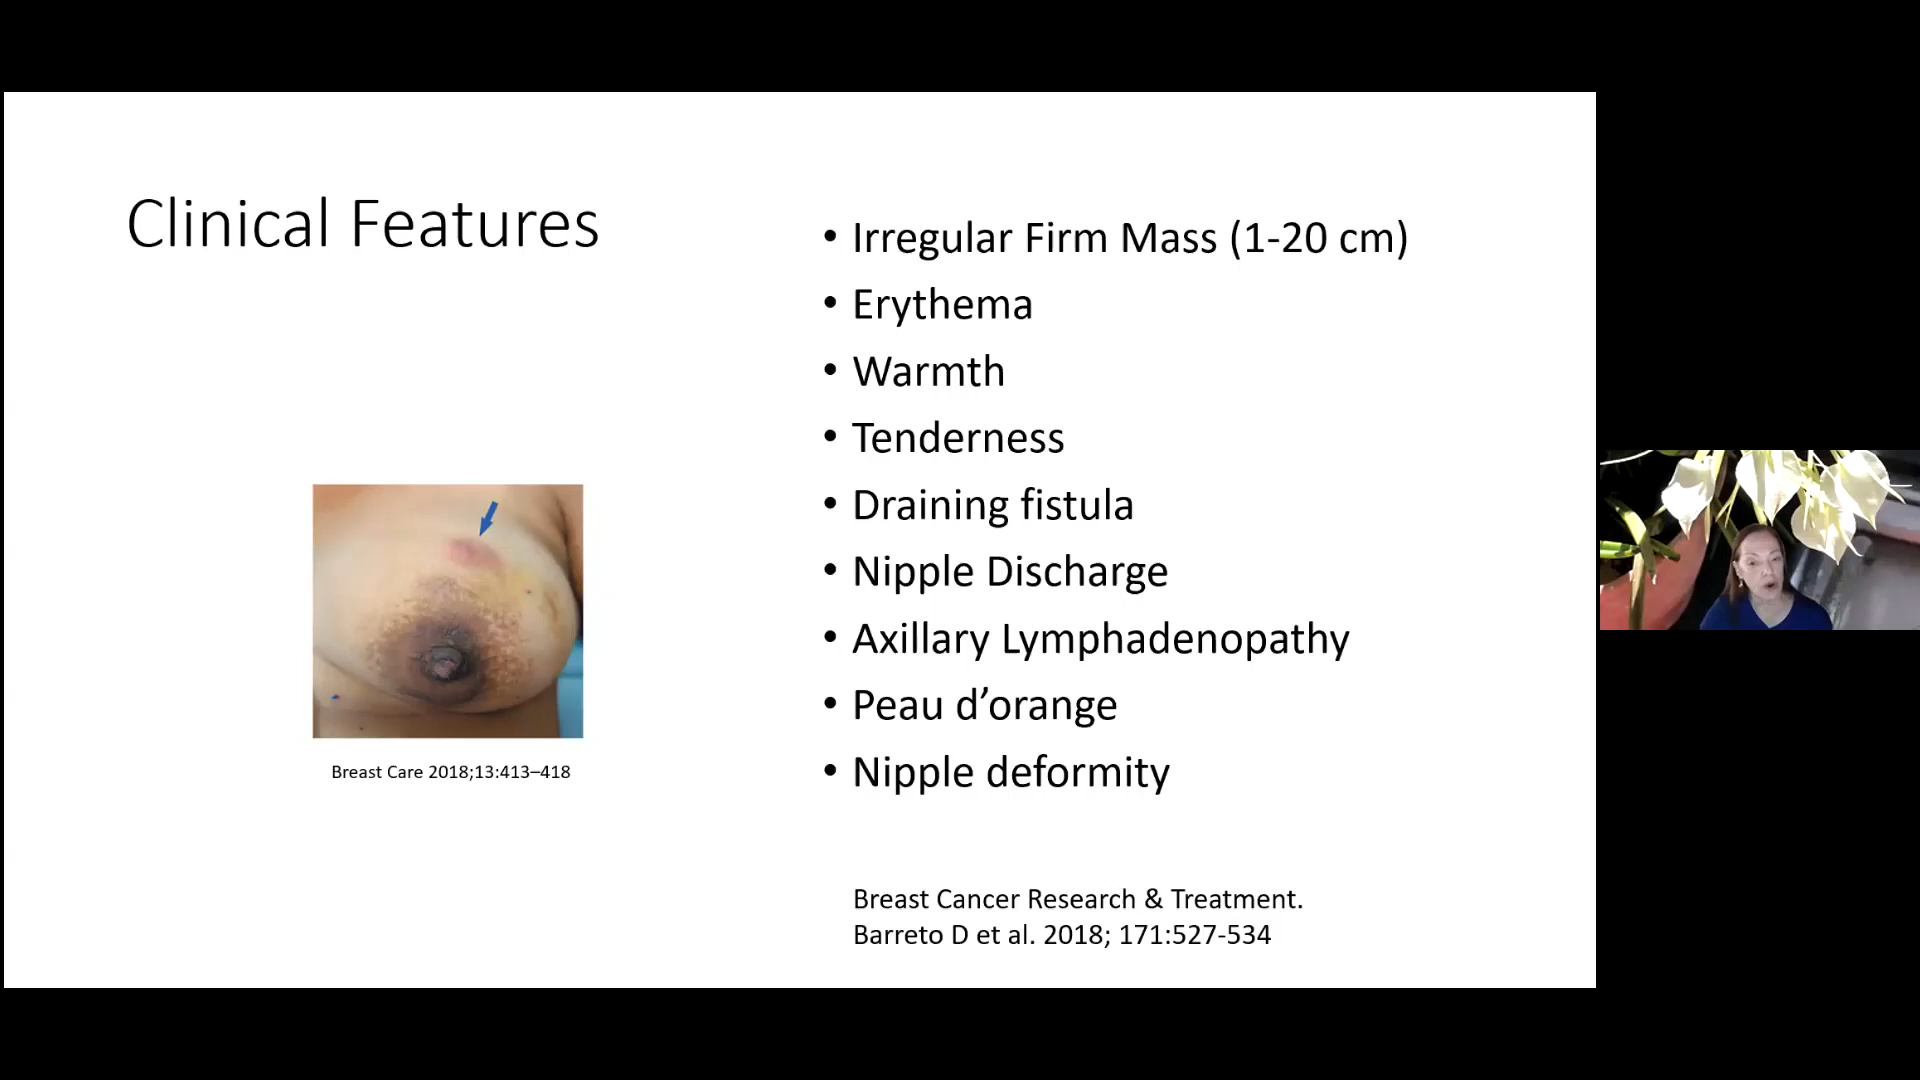 Clinical Features
• Irregular Firm Mass (1-20 cm)
• Erythema
• Warmth
• Tenderness
• Draining fistula
• Nipple Discharge
• Axillary Lymphadenopathy
• Peau d’orange
• Nipple deformity
Breast Care 2018;13:413–418
Breast Cancer Research & Treatment.
Barreto D et al. 2018; 171:527-534